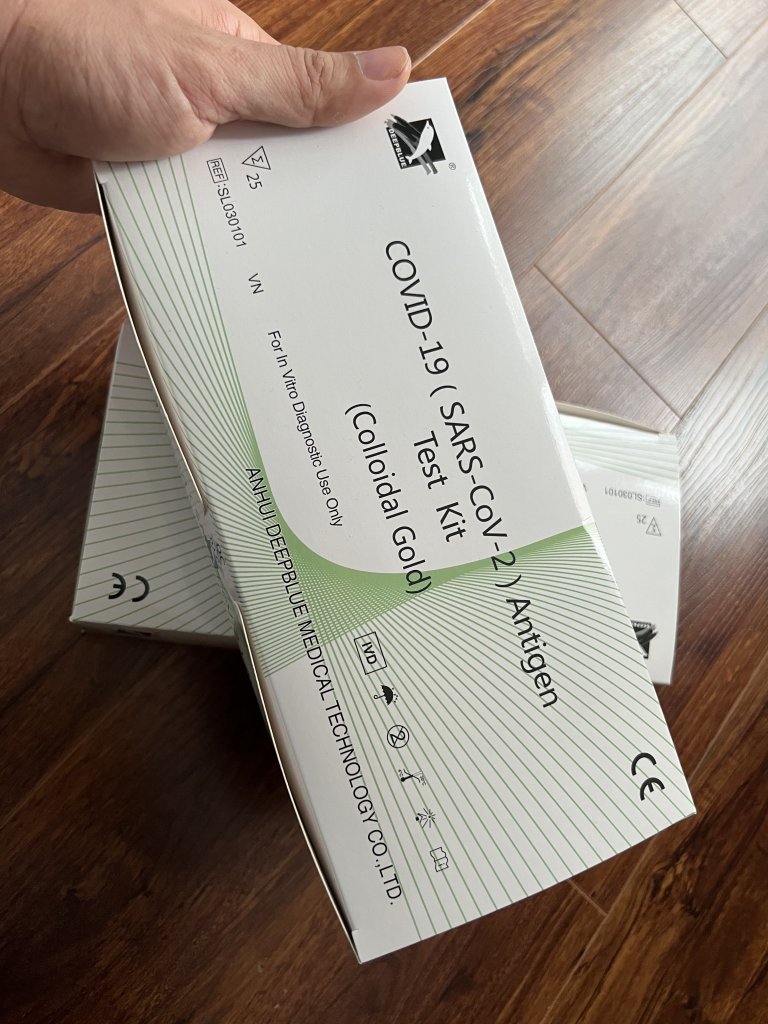 DEEPBLUE
®
Σ 25
REF:SL030101 VN
COVID-19 ( SARS-CoV-2 ) Antigen
Test Kit
(Colloidal Gold)
For In Vitro Diagnostic Use Only
ANHUI DEEPBLUE MEDICAL TECHNOLOGY CO.,LTD.
IVD
CE
CE
REF:SL030101
Σ 25